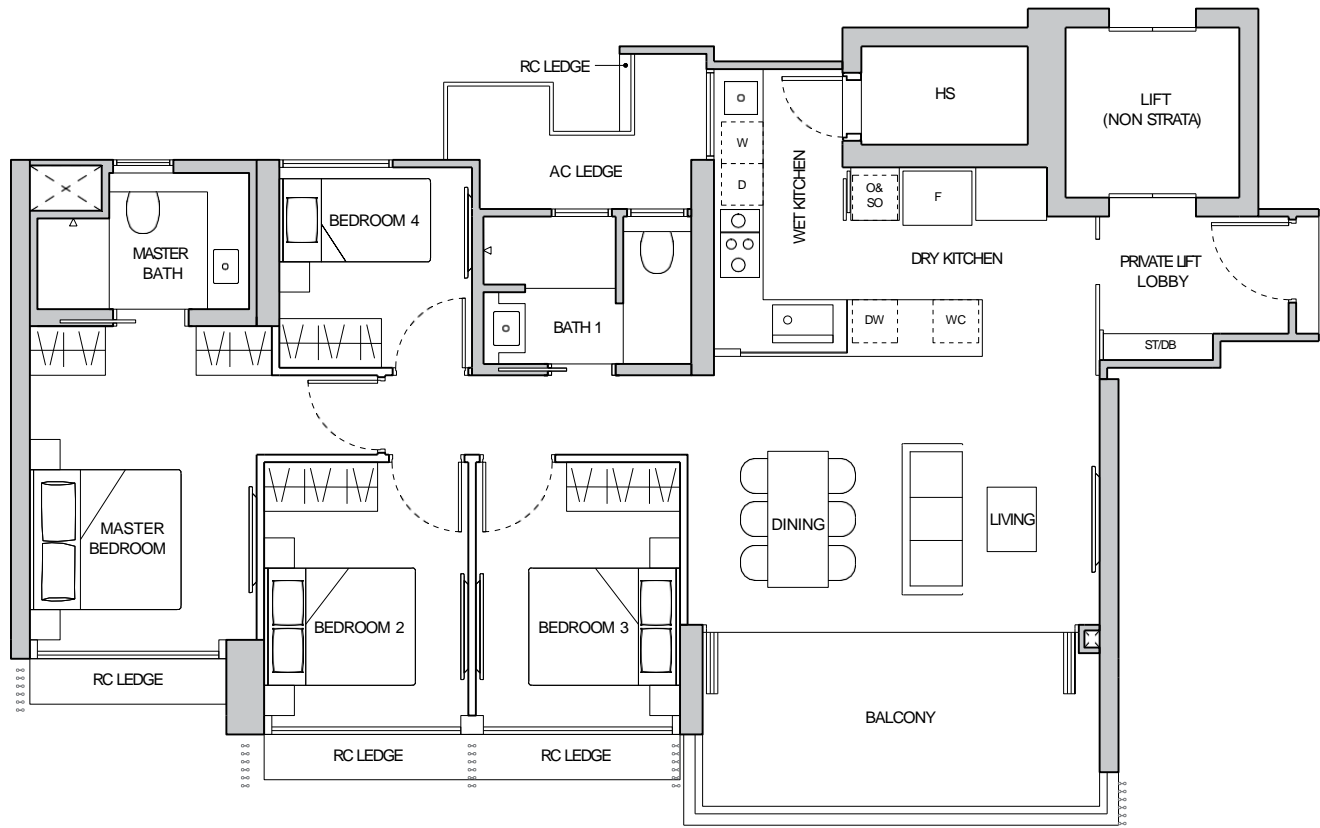 RC LEDGE
HS
LIFT
(NON STRATA)
W
D
WET KITCHEN
AC LEDGE
O&
SO
F
BEDROOM 4
MASTER
BATH
DRY KITCHEN
PRIVATE LIFT
LOBBY
BATH 1
DW
WC
ST/DB
MASTER
BEDROOM
DINING
LIVING
BEDROOM 2
BEDROOM 3
RC LEDGE
BALCONY
RC LEDGE
RC LEDGE